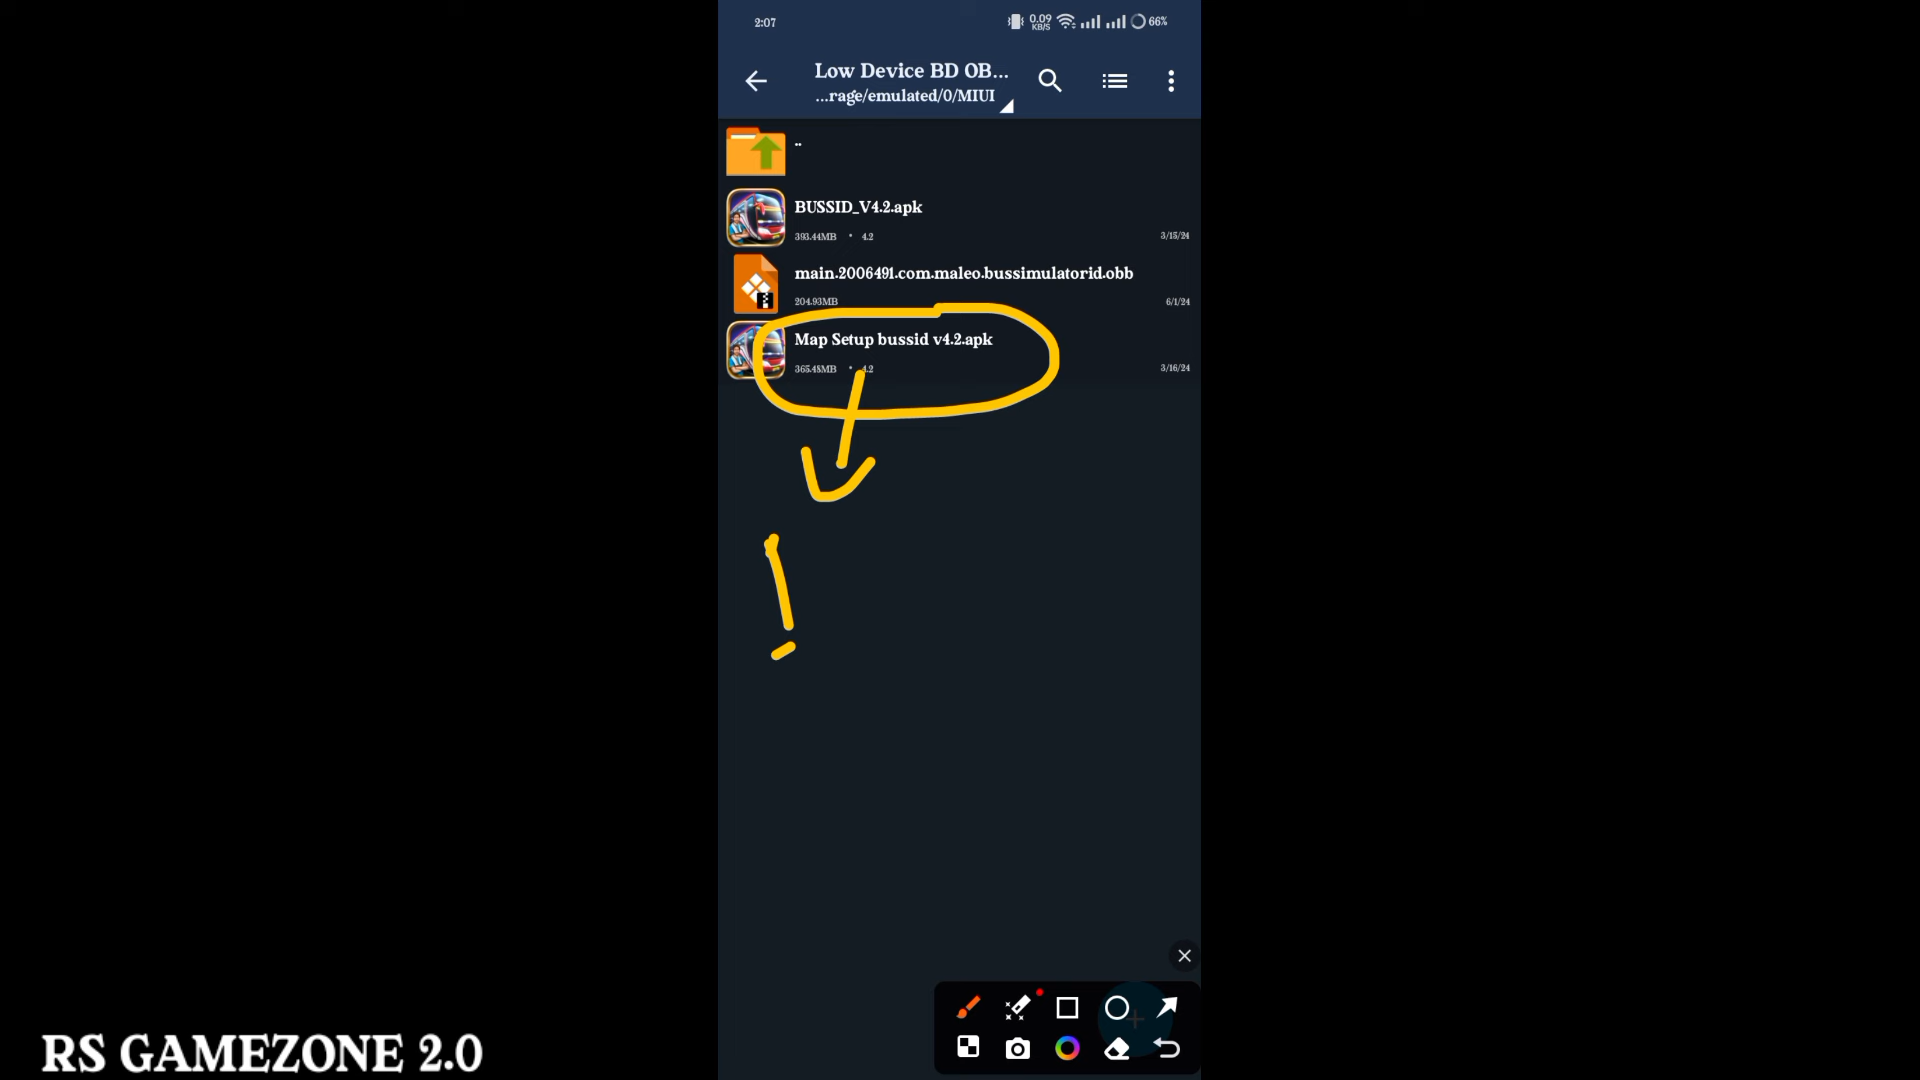 2:07
0.09
KB/S
66%
Low Device BD OB...
...rage/emulated/0/MIUI
..
BUSSID_V4.2.apk
393.44MB • 4.2
3/15/24
main.2006491.com.maleo.bussimulatorid.obb
204.93MB
6/1/24
Map Setup bussid v4.2.apk
365.48MB • 4.2
3/16/24
RS GAMEZONE 2.0